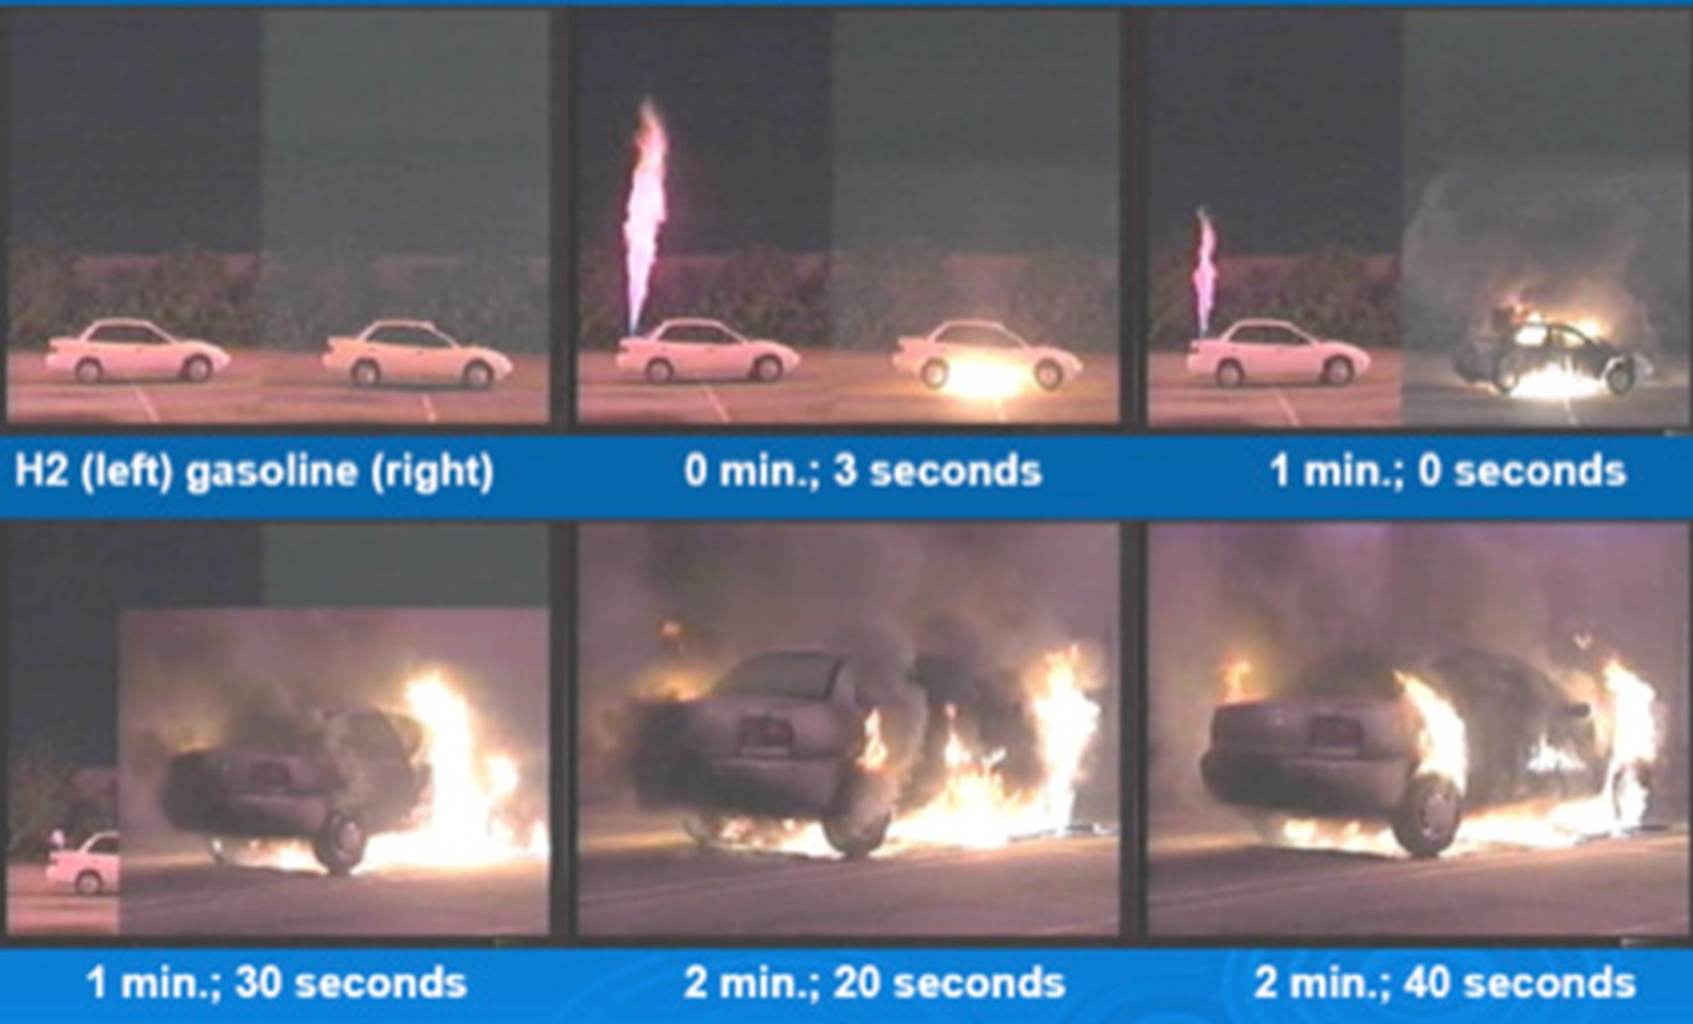 H2 (left) gasoline (right)
0 min.; 3 seconds
1 min.; 0 seconds
1 min.; 30 seconds
2 min.; 20 seconds
2 min.; 40 seconds